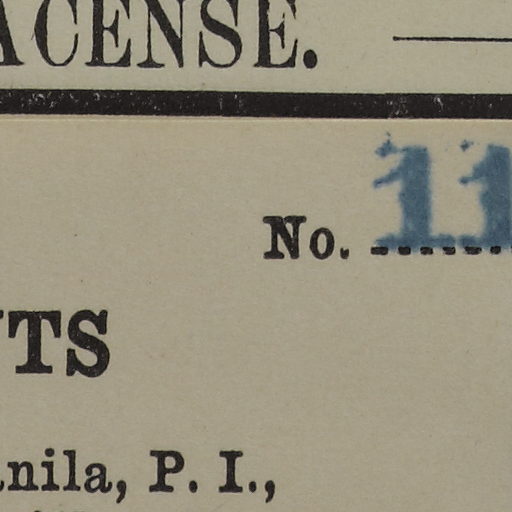 ACENSE.
No. 11
TS
nila, P. I.,